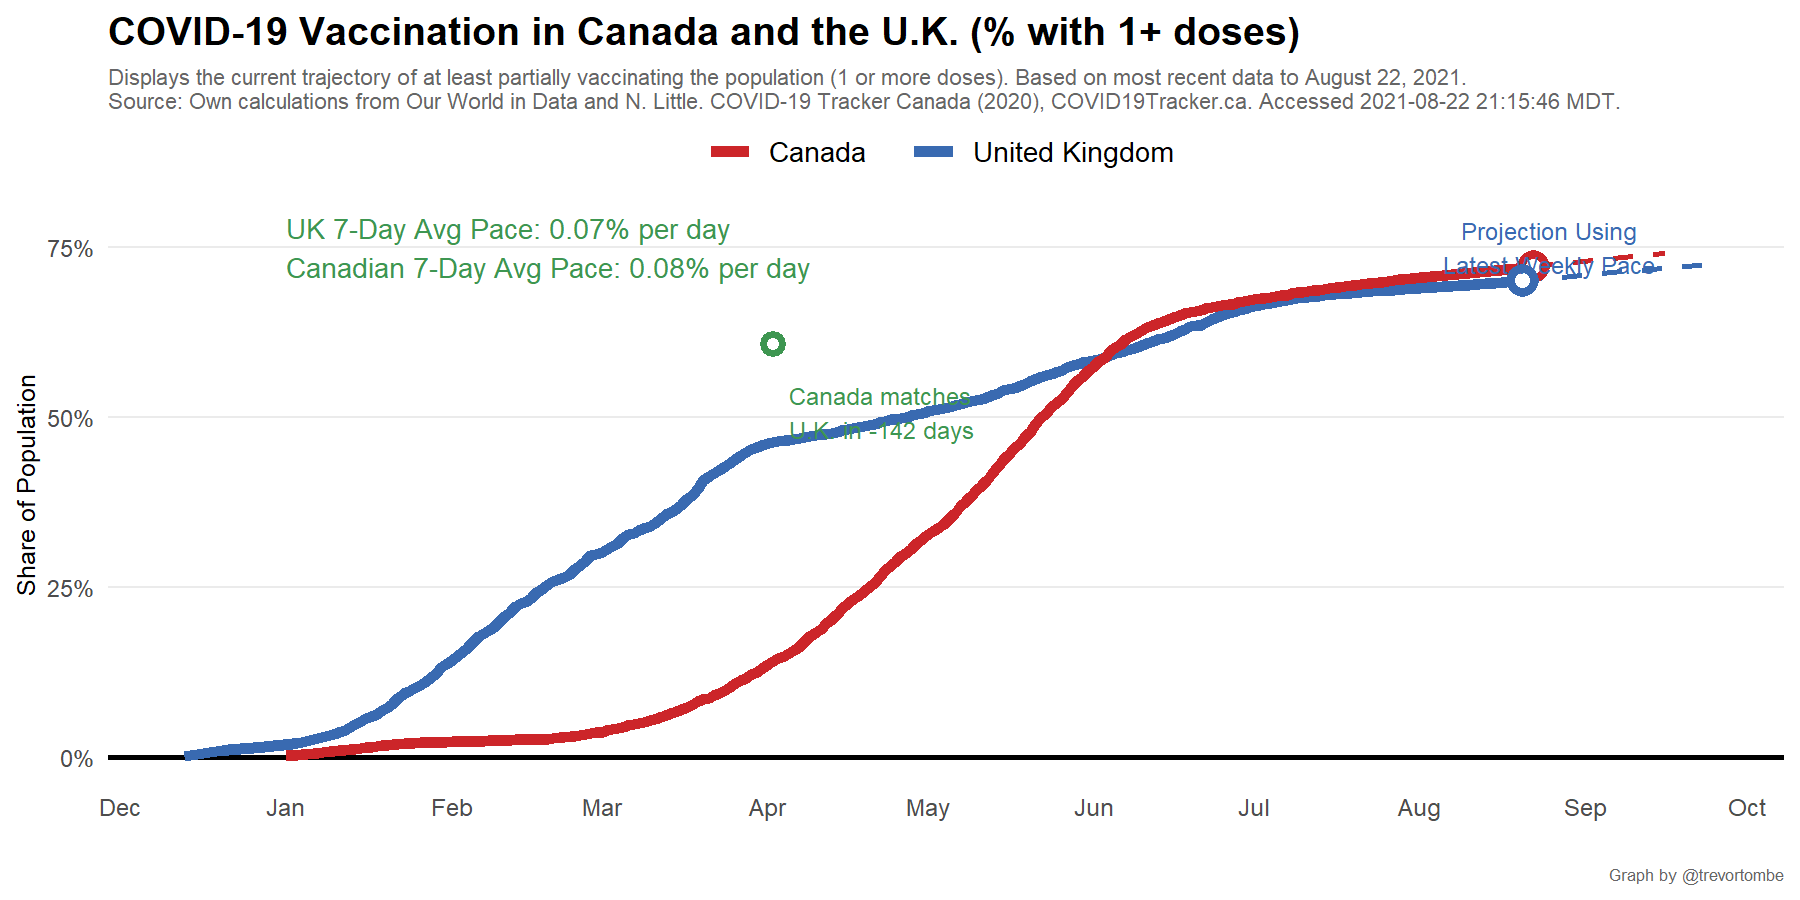 COVID-19 Vaccination in Canada and the U.K. (% with 1+ doses)
Displays the current trajectory of at least partially vaccinating the population (1 or more doses). Based on most recent data to August 22, 2021.
Source: Own calculations from Our World in Data and N. Little. COVID-19 Tracker Canada (2020), COVID19Tracker.ca. Accessed 2021-08-22 21:15:46 MDT.
Canada United Kingdom
UK 7-Day Avg Pace: 0.07% per day
Canadian 7-Day Avg Pace: 0.08% per day
Projection Using
Latest Weekly Pace
Canada matches
U.K. in -142 days
Share of Population
75%
50%
25%
0%
Dec Jan Feb Mar Apr May Jun Jul Aug Sep Oct
Graph by @trevortombe